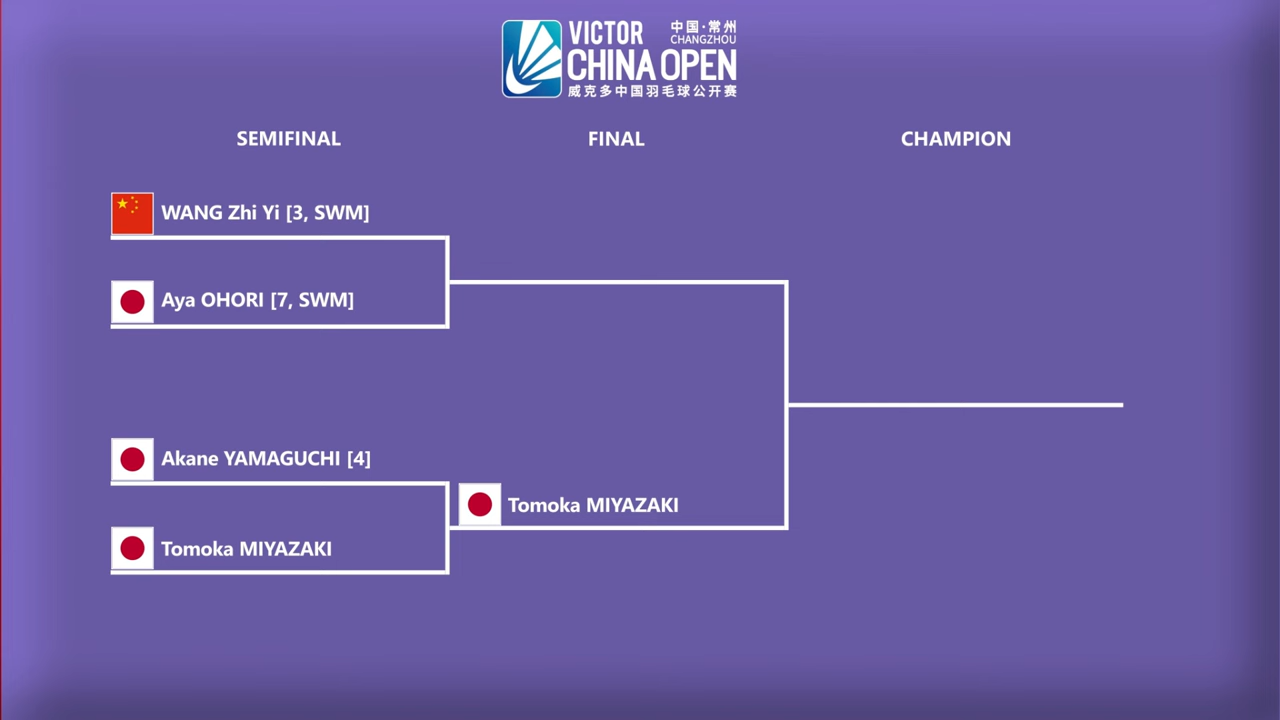 VICTOR 中国·常州
CHANGZHOU
CHINA OPEN
威克多中国羽毛球公开赛
SEMIFINAL FINAL CHAMPION
WANG Zhi Yi [3, SWM]
Aya OHORI [7, SWM]
Akane YAMAGUCHI [4]
Tomoka MIYAZAKI
Tomoka MIYAZAKI